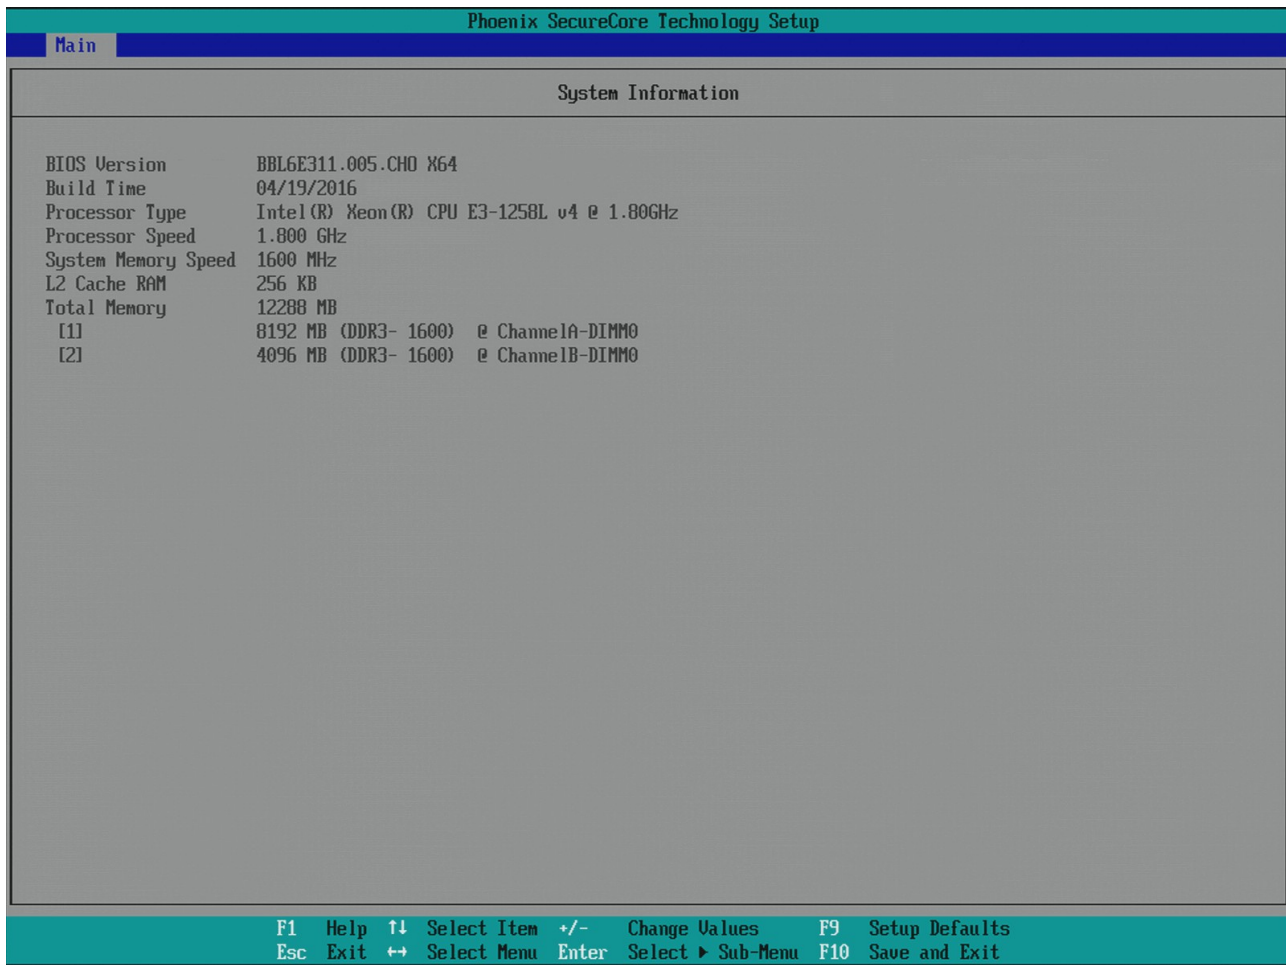 Phoenix SecureCore Technology Setup
Main
System Information
BIOS Version BBL6E311.005.CHO X64
Build Time 04/19/2016
Processor Type Intel(R) Xeon(R) CPU E3-1258L v4 @ 1.80GHz
Processor Speed 1.800 GHz
System Memory Speed 1600 MHz
L2 Cache RAM 256 KB
Total Memory 12288 MB
[1] 8192 MB (DDR3- 1600) @ ChannelA-DIMM0
[2] 4096 MB (DDR3- 1600) @ ChannelB-DIMM0
F1 Help ↑↓ Select Item +/- Change Values F9 Setup Defaults
Esc Exit ↔ Select Menu Enter Select ▶ Sub-Menu F10 Save and Exit